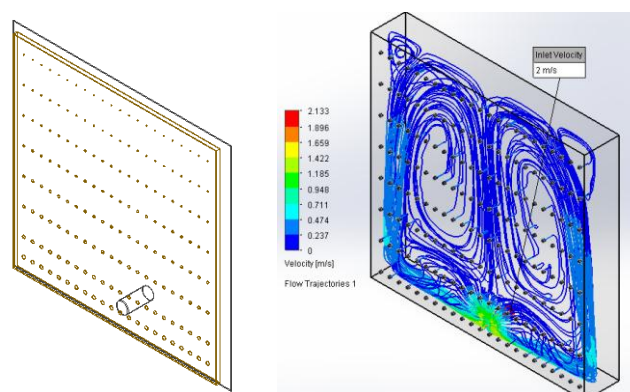 Inlet Velocity
2 m/s
2.133
1.896
1.659
1.422
1.185
0.948
0.711
0.474
0.237
0
Velocity [m/s]
Flow Trajectories 1